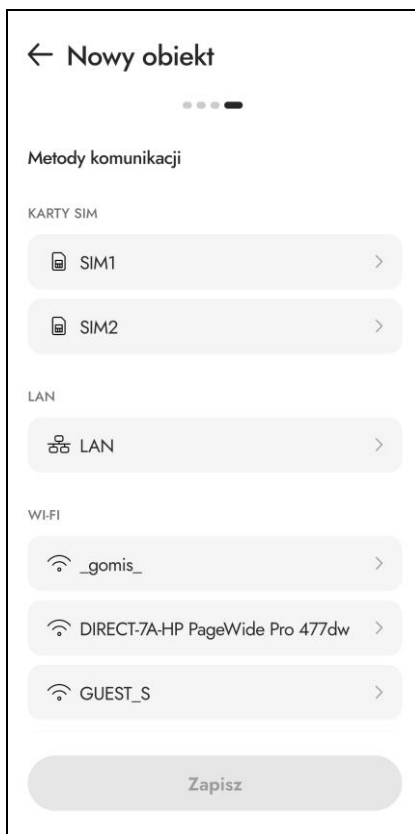 Nowy obiekt
Metody komunikacji
KARTY SIM
SIM1
SIM2
LAN
LAN
WI-FI
_gomis_
DIRECT-7A-HP PageWide Pro 477dw
GUEST_S
Zapisz